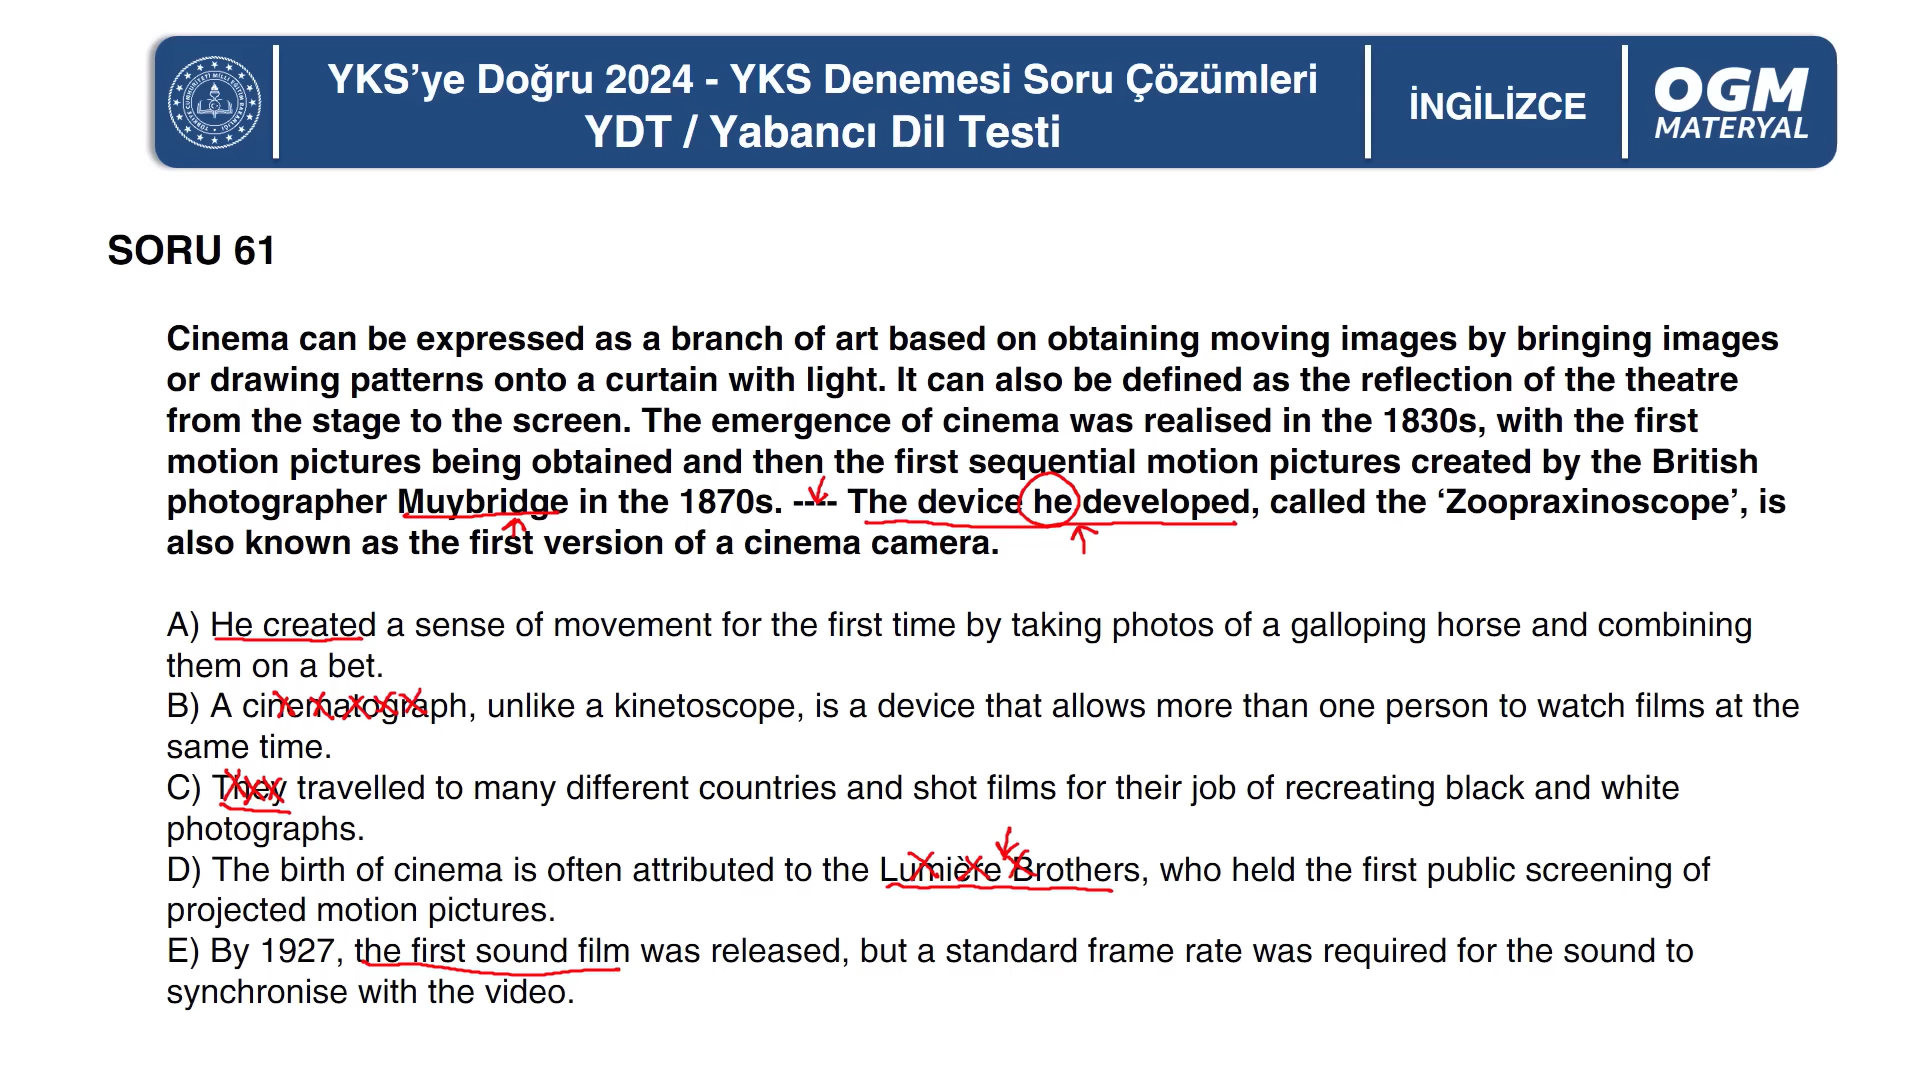 YKS’ye Doğru 2024 - YKS Denemesi Soru Çözümleri
YDT / Yabancı Dil Testi
İNGİLİZCE
OGM
MATERYAL
SORU 61
Cinema can be expressed as a branch of art based on obtaining moving images by bringing images
or drawing patterns onto a curtain with light. It can also be defined as the reflection of the theatre
from the stage to the screen. The emergence of cinema was realised in the 1830s, with the first
motion pictures being obtained and then the first sequential motion pictures created by the British
photographer Muybridge in the 1870s. ---- The device he developed, called the ‘Zoopraxinoscope’, is
also known as the first version of a cinema camera.
A) He created a sense of movement for the first time by taking photos of a galloping horse and combining
them on a bet.
B) A cinematograph, unlike a kinetoscope, is a device that allows more than one person to watch films at the
same time.
C) They travelled to many different countries and shot films for their job of recreating black and white
photographs.
D) The birth of cinema is often attributed to the Lumière Brothers, who held the first public screening of
projected motion pictures.
E) By 1927, the first sound film was released, but a standard frame rate was required for the sound to
synchronise with the video.